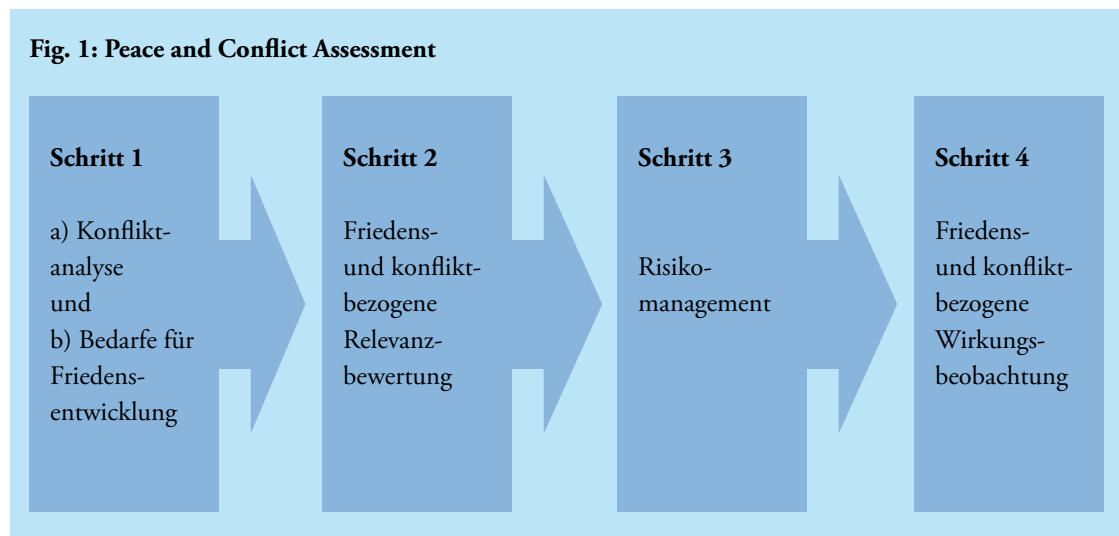 Fig. 1: Peace and Conflict Assessment
Schritt 1
a) Konflikt-
analyse
und
b) Bedarfe für
Friedens-
entwicklung
Schritt 2
Friedens-
und konflikt-
bezogene
Relevanz-
bewertung
Schritt 3
Risiko-
management
Schritt 4
Friedens-
und konflikt-
bezogene
Wirkungs-
beobachtung